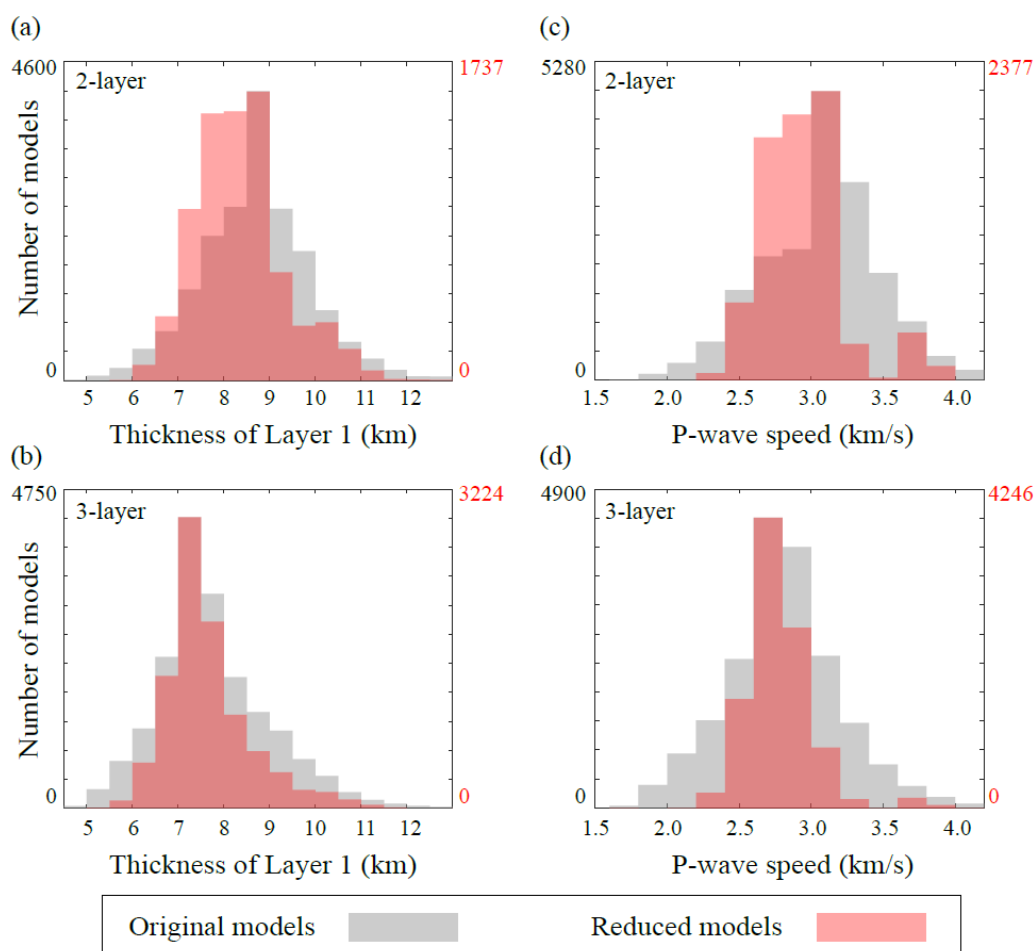 (a)
4600
2-layer
1737
Number of models
0
0
5 6 7 8 9 10 11 12
Thickness of Layer 1 (km)
(c)
5280
2-layer
2377
0
0
1.5 2.0 2.5 3.0 3.5 4.0
P-wave speed (km/s)
(b)
4750
3-layer
3224
Number of models
0
0
5 6 7 8 9 10 11 12
Thickness of Layer 1 (km)
(d)
4900
3-layer
4246
0
0
1.5 2.0 2.5 3.0 3.5 4.0
P-wave speed (km/s)
Original models
Reduced models